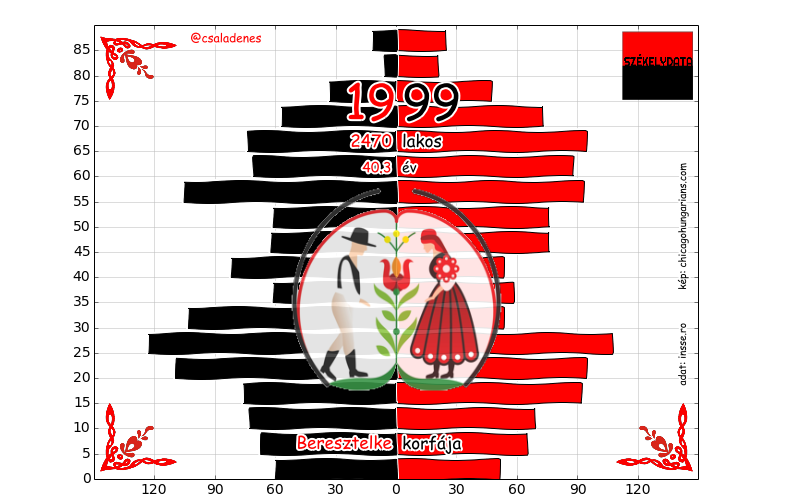 @csaladenes
SZÉKELYDATA
1999
2470 lakos
40.3 év
kép: chicagohungarians.com
adat: insse.ro
Beresztelke korfája
85
80
75
70
65
60
55
50
45
40
35
30
25
20
15
10
5
0
120 90 60 30 0 30 60 90 120